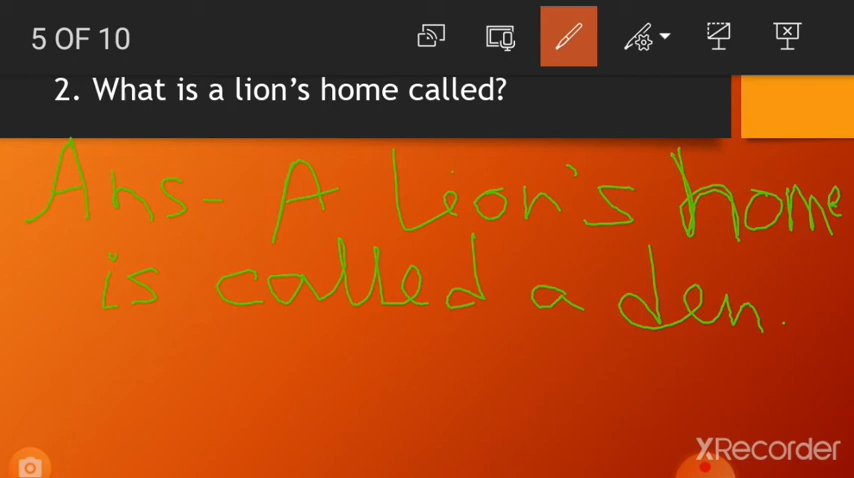 5 OF 10
2. What is a lion's home called?
Ans- A Lion's home
is called a den.
XRecorder